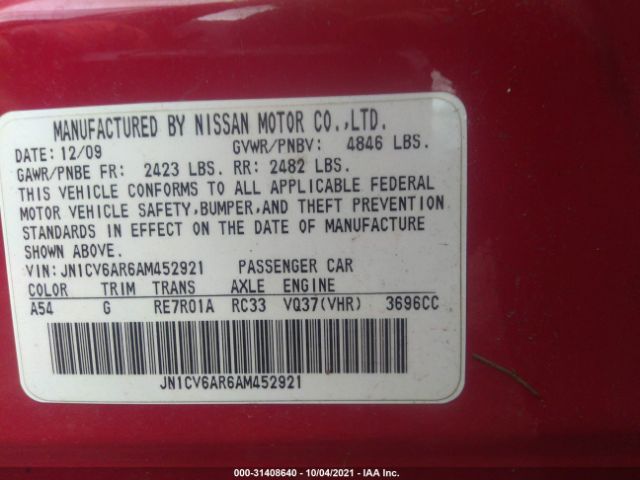 MANUFACTURED BY NISSAN MOTOR CO.,LTD.
DATE: 12/09 GVWR/PNBV: 4846 LBS.
GAWR/PNBE FR: 2423 LBS. RR: 2482 LBS.
THIS VEHICLE CONFORMS TO ALL APPLICABLE FEDERAL
MOTOR VEHICLE SAFETY,BUMPER,AND THEFT PREVENTION
STANDARDS IN EFFECT ON THE DATE OF MANUFACTURE
SHOWN ABOVE.
VIN:JN1CV6AR6AM452921 PASSENGER CAR
COLOR TRIM TRANS AXLE ENGINE
A54 G RE7R01A RC33 VQ37(VHR) 3696CC
JN1CV6AR6AM452921
000-31408640 - 10/04/2021 - IAA Inc.